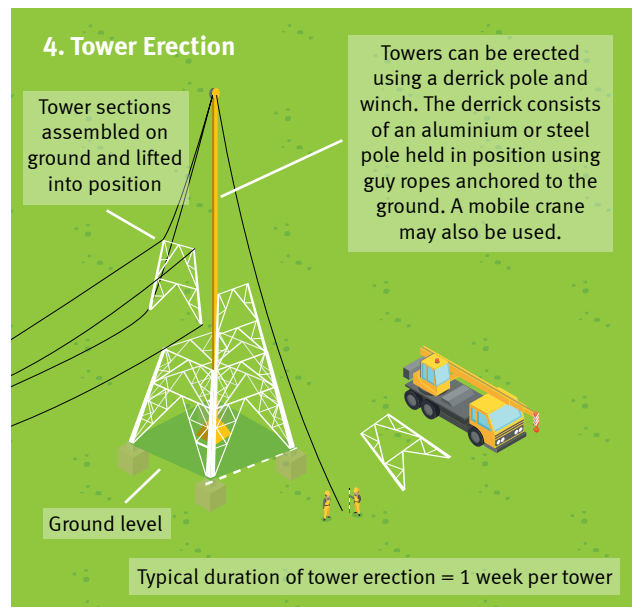 4. Tower Erection
Tower sections
assembled on
ground and lifted
into position
Towers can be erected
using a derrick pole and
winch. The derrick consists
of an aluminium or steel
pole held in position using
guy ropes anchored to the
ground. A mobile crane
may also be used.
Ground level
Typical duration of tower erection = 1 week per tower